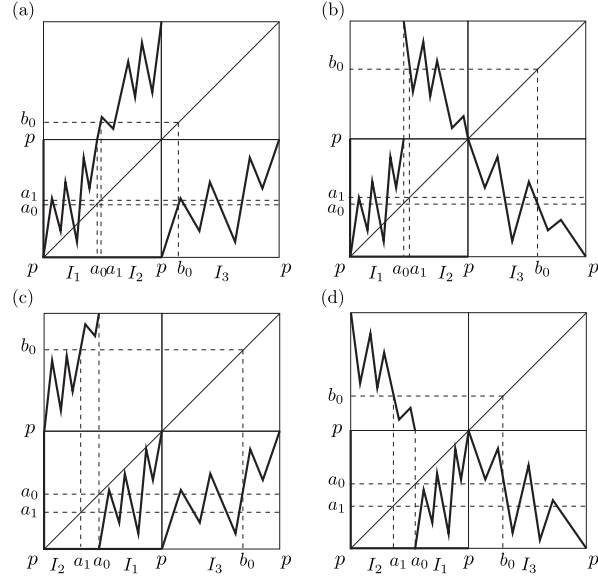 (a) (b)
b₀ b₀
p p
a₁ a₁
a₀ a₀
p I₁ a₀ a₁ I₂ p b₀ I₃ p p I₁ a₀ a₁ I₂ p I₃ b₀ p
(c) (d)
b₀
b₀
p p
a₀ a₀
a₁ a₁
p I₂ a₁ a₀ I₁ p I₃ b₀ p p I₂ a₁ a₀ I₁ p b₀ I₃ p